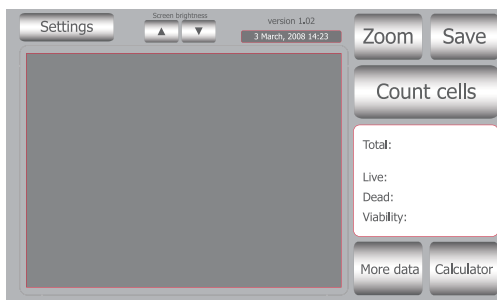 Settings
Screen brightness
▲ ▼
version 1.02
3 March, 2008 14:23
Zoom
Save
Count cells
Total:
Live:
Dead:
Viability:
More data
Calculator